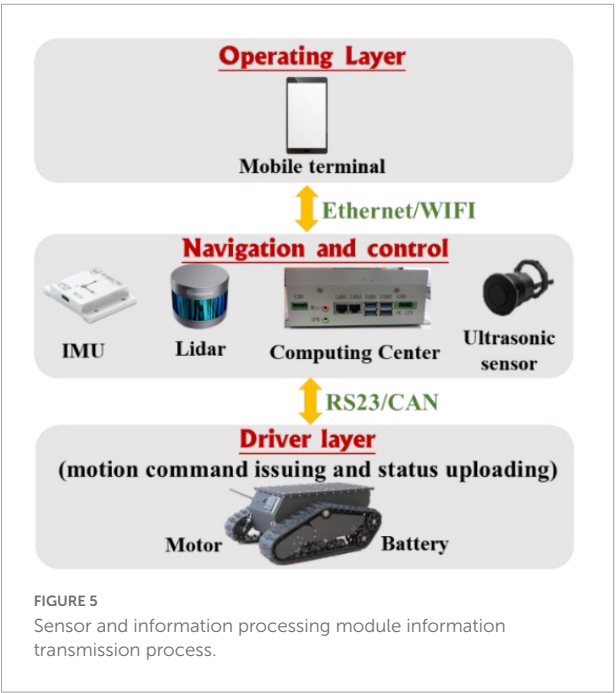 Operating Layer
Mobile terminal
Ethernet/WIFI
Navigation and control
IMU
Lidar
Computing Center
Ultrasonic
sensor
RS23/CAN
Driver layer
(motion command issuing and status uploading)
Motor
Battery
FIGURE 5
Sensor and information processing module information
transmission process.